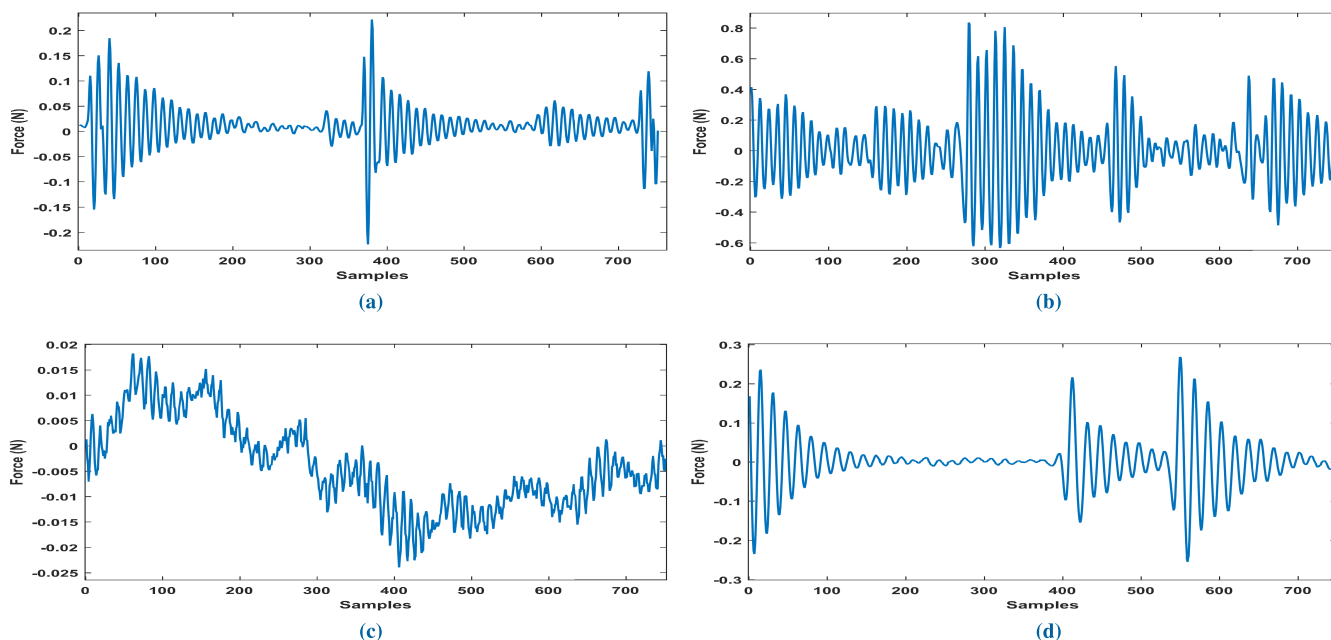 0.2
0.15
0.1
0.05
0
-0.05
-0.1
-0.15
-0.2
Force (N)
0 100 200 300 400 500 600 700
Samples
(a)
0.8
0.6
0.4
0.2
0
-0.2
-0.4
-0.6
Force (N)
0 100 200 300 400 500 600 700
Samples
(b)
0.02
0.015
0.01
0.005
0
-0.005
-0.01
-0.015
-0.02
-0.025
Force (N)
0 100 200 300 400 500 600 700
Samples
(c)
0.3
0.2
0.1
0
-0.1
-0.2
-0.3
Force (N)
0 100 200 300 400 500 600 700
Samples
(d)